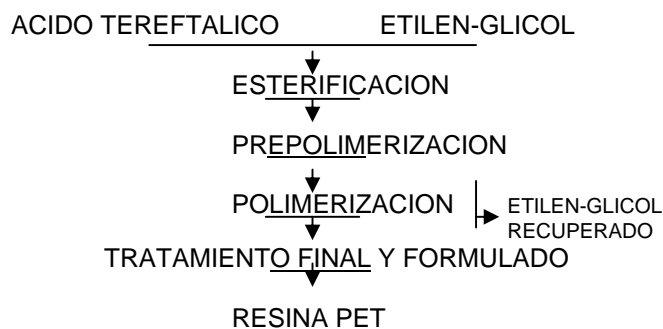 ACIDO TEREFTALICO ETILEN-GLICOL
ESTERIFICACION
PREPOLIMERIZACION
POLIMERIZACION
ETILEN-GLICOL
RECUPERADO
TRATAMIENTO FINAL Y FORMULADO
RESINA PET